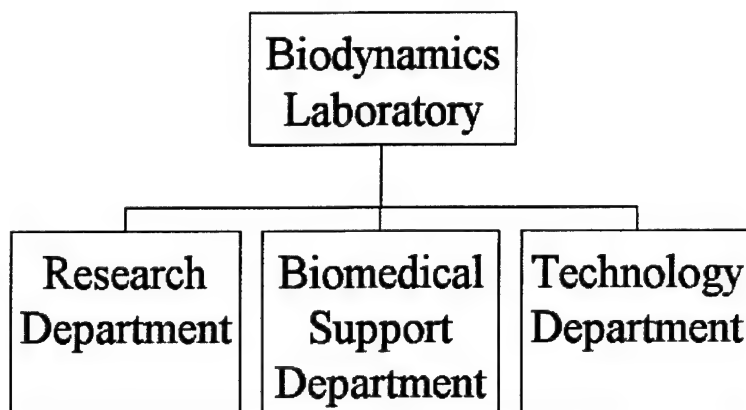 Biodynamics
Laboratory
Research
Department
Biomedical
Support
Department
Technology
Department